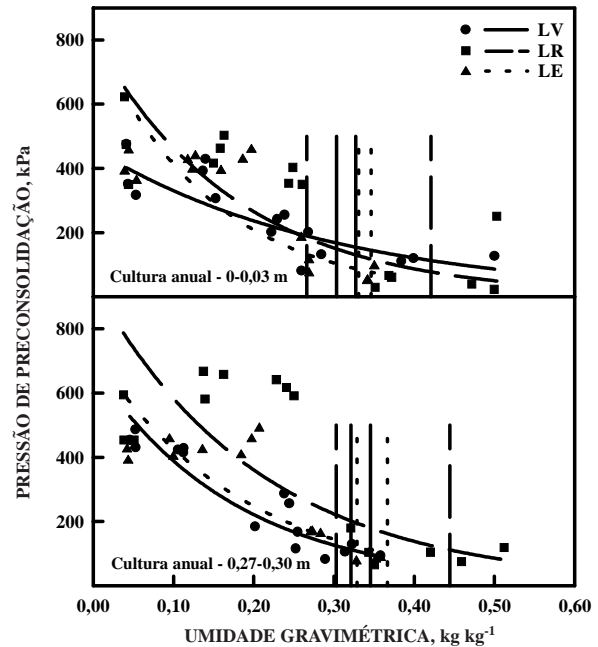 800
600
400
200
LV
LR
LE
Cultura anual - 0-0,03 m
PRESSÃO DE PRECONSOLIDAÇÃO, kPa
800
600
400
200
Cultura anual - 0,27-0,30 m
0,00 0,10 0,20 0,30 0,40 0,50 0,60
UMIDADE GRAVIMÉTRICA, kg kg-1